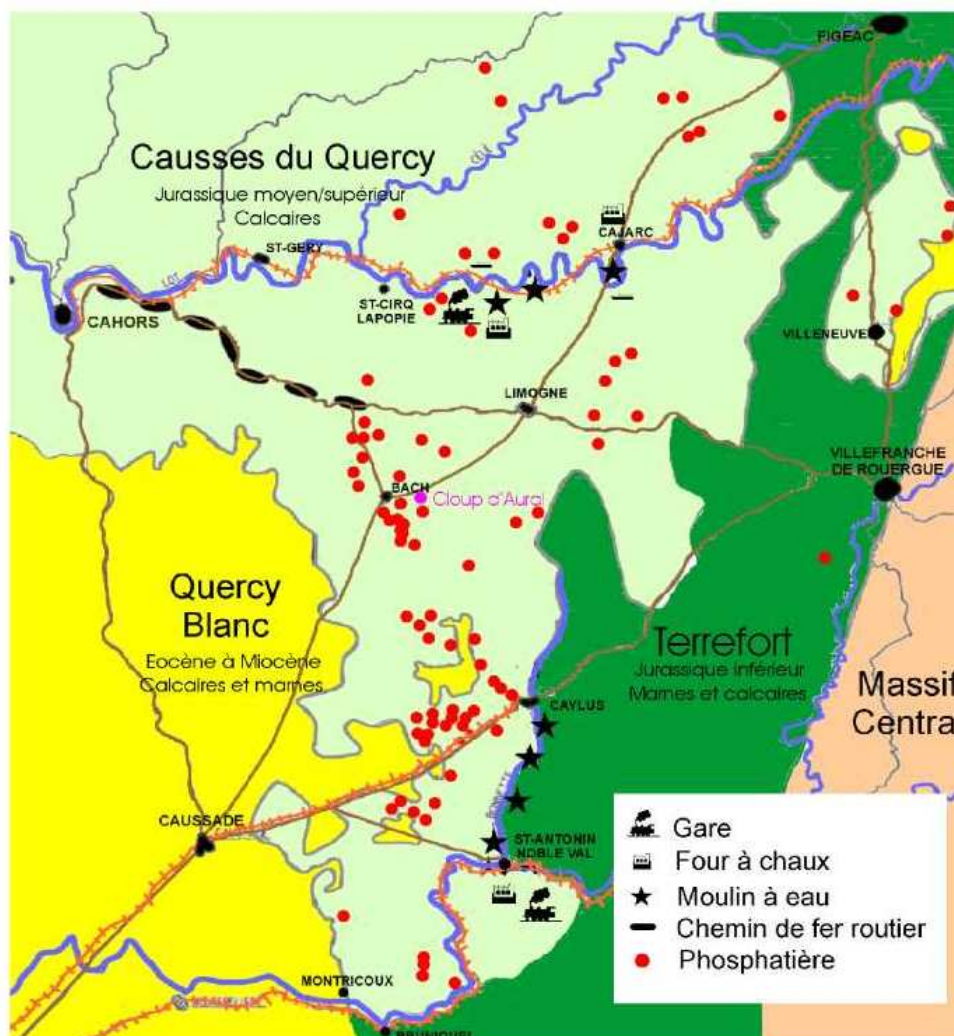 FIGEAC
Causses du Quercy
Jurassique moyen/supérieur
Calcaires
CAJARC
ST-GERY
LOT
ST-CIRQ
LAPOPIE
CAHORS
VILLENEUVE
LIMOGNE
VILLEFRANCHE
DE ROUERGUE
BACH
Cloup d'Aural
Quercy
Blanc
Eocène à Miocène
Calcaires et marnes
Terrefort
Jurassique inférieur
Marnes et calcaires
Massif
Centra
CAYLUS
CAUSSADE
ST-ANTONIN
NOBLE VAL
MONTRICOUX
BRUNIQUEL
Gare
Four à chaux
Moulin à eau
Chemin de fer routier
Phosphatière